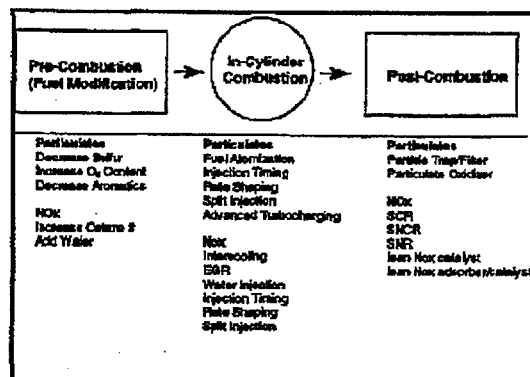 Pre-Combustion
(Fuel Modification)
In-Cylinder
Combustion
Post-Combustion
Particulates
Decrease Sulfur
Increase O₂ Content
Decrease Aromatics
NOx
Increase Cetane #
Add Water
Particulates
Fuel Atomization
Injection Timing
Rate Shaping
Split Injection
Advanced Turbocharging
Nox
Intercooling
EGR
Water Injection
Injection Timing
Rate Shaping
Split Injection
Particulates
Particle Trap/Filter
Particulate Oxidizer
NOx
SCR
SNCR
SNR
lean Nox catalyst
lean Nox adsorber/catalyst